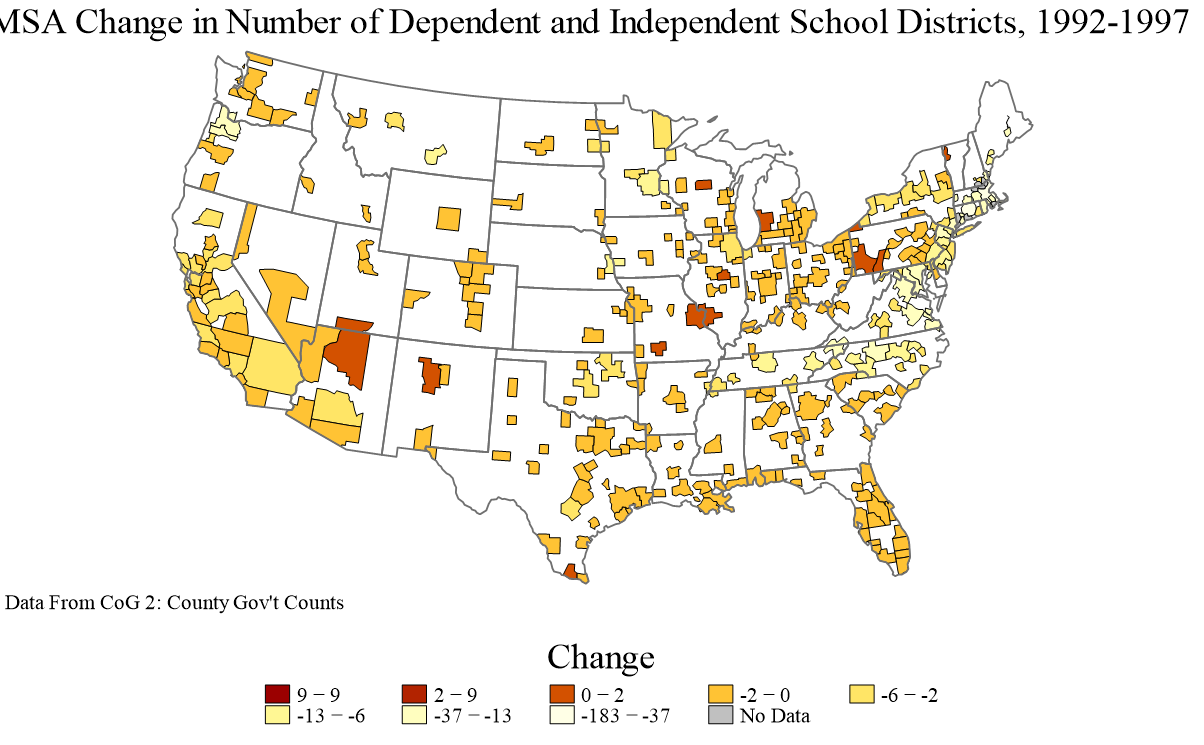 MSA Change in Number of Dependent and Independent School Districts, 1992-1997
Data From CoG 2: County Gov't Counts
Change
9 − 9
2 − 9
0 − 2
-2 − 0
-6 − -2
-13 − -6
-37 − -13
-183 − -37
No Data